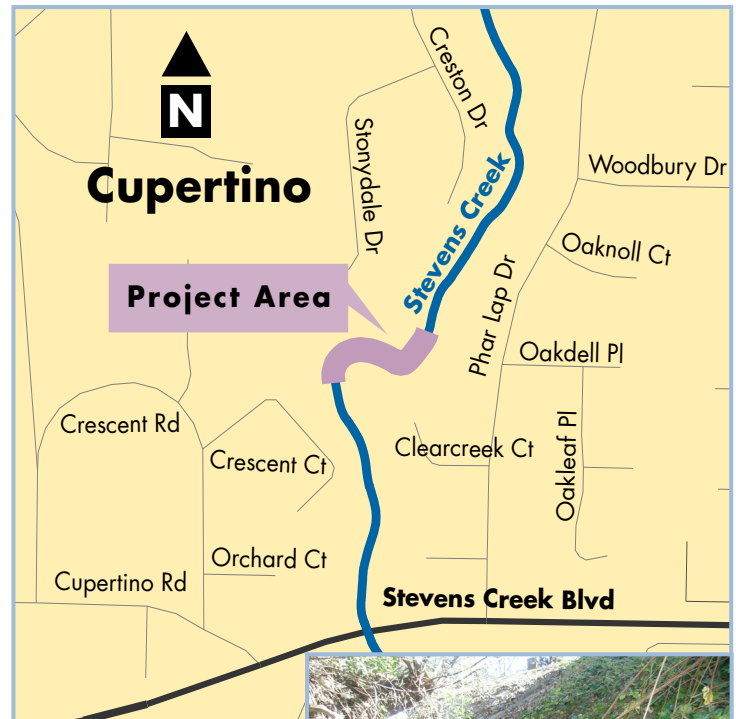 Creston Dr
N
Stonydale Dr
Cupertino
Stevens Creek
Woodbury Dr
Oaknoll Ct
Project Area
Phar Lap Dr
Oakdell Pl
Crescent Rd
Crescent Ct
Clearcreek Ct
Oakleaf Pl
Orchard Ct
Cupertino Rd
Stevens Creek Blvd